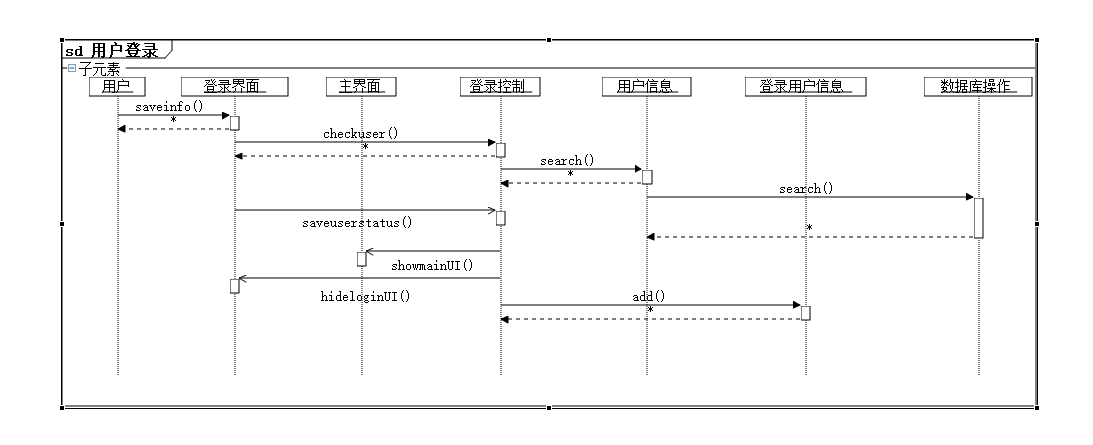 sd 用户登录
子元素
用户
登录界面
主界面
登录控制
用户信息
登录用户信息
数据库操作
saveinfo()
*
checkuser()
*
search()
*
search()
*
saveuserstatus()
showmainUI()
hideloginUI()
add()
*